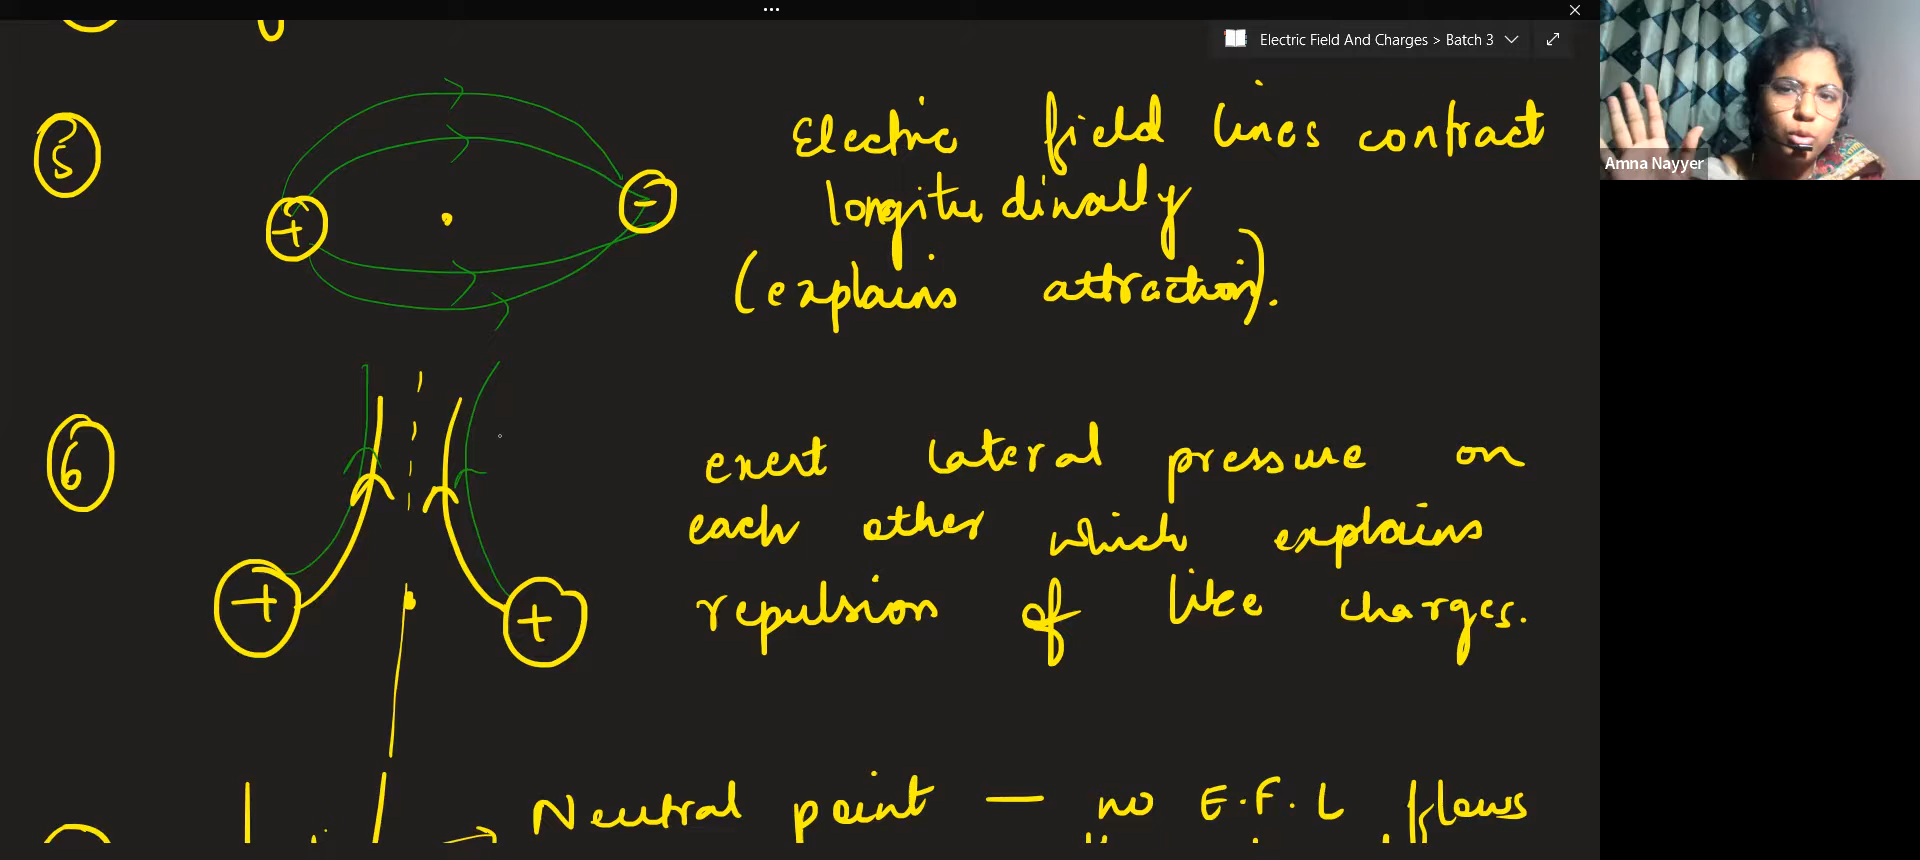 Electric Field And Charges > Batch 3
Amna Nayyer
5
+
-
Electric field lines contract
longitudinally
(explains attraction).
6
+
+
exert lateral pressure on
each other which explains
repulsion of like charges.
Neutral point — no E.F.L flows